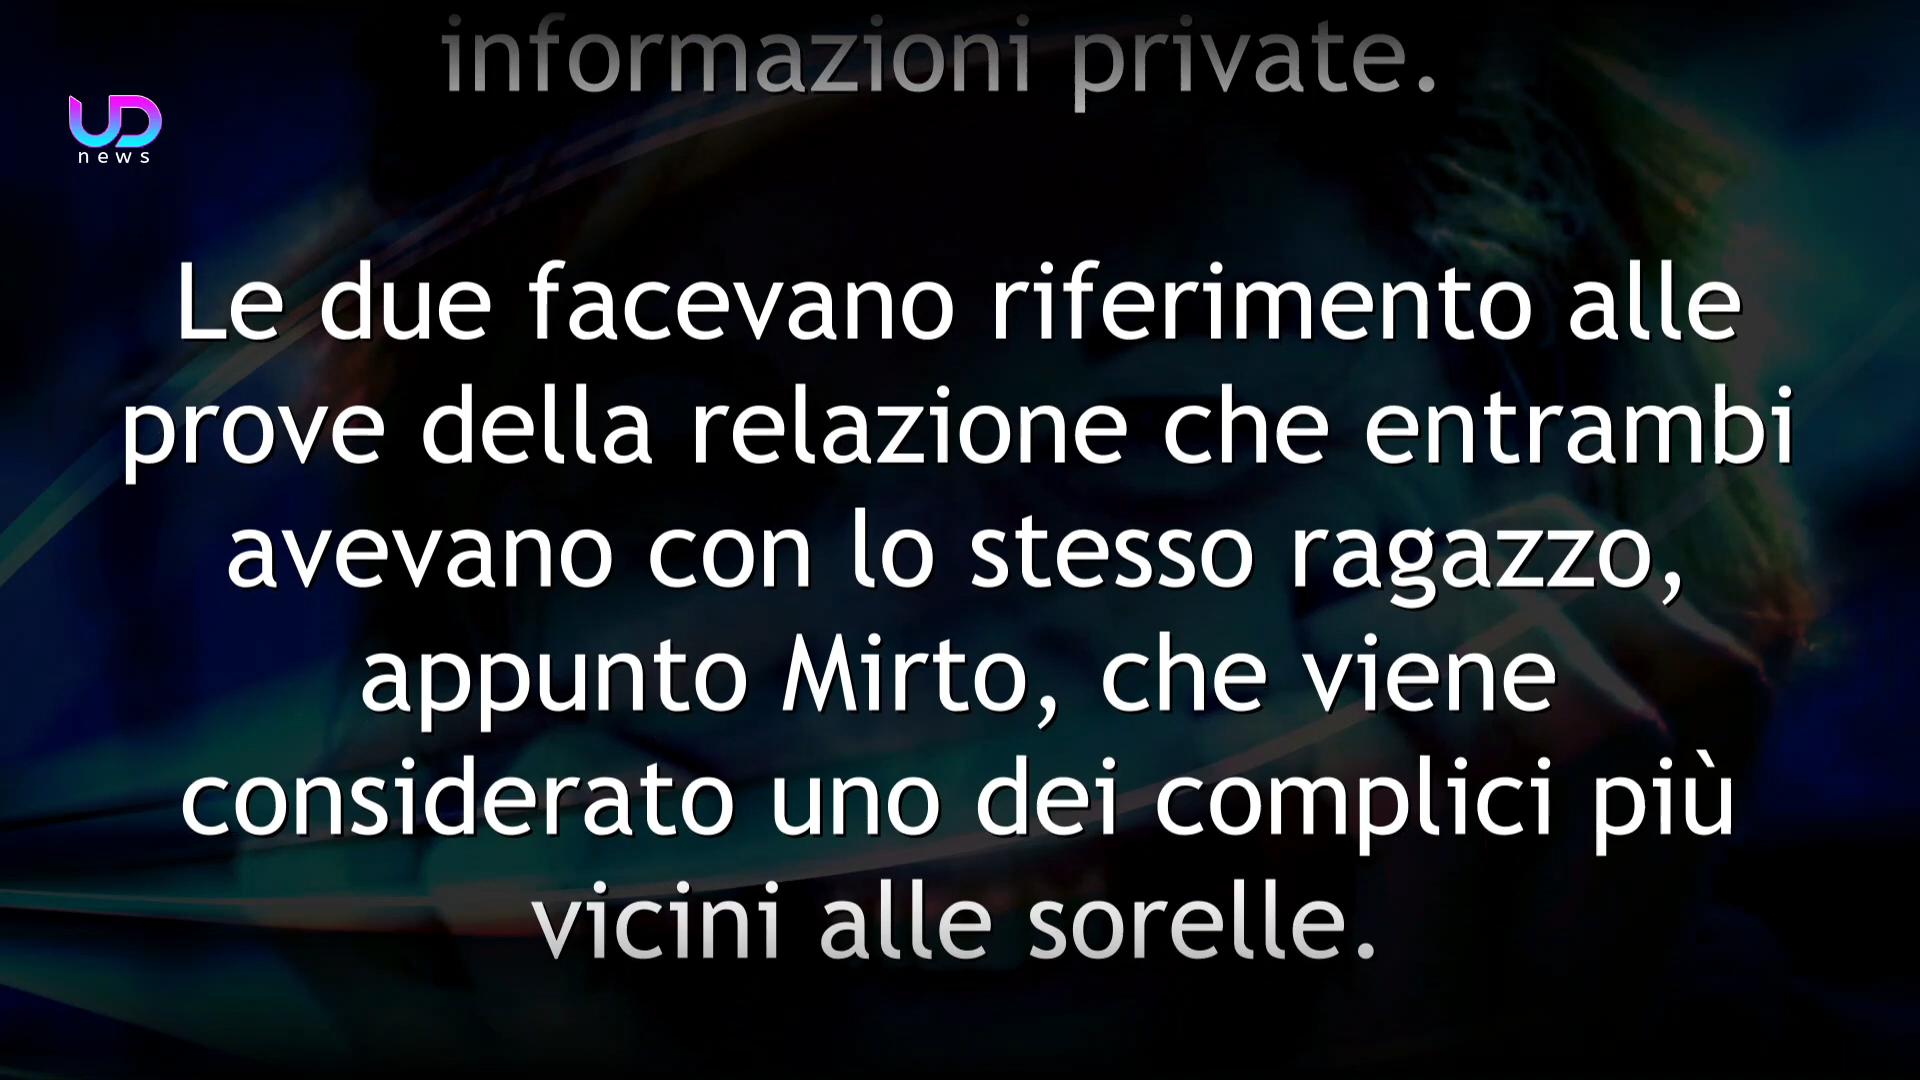 informazioni private.
UD
news
Le due facevano riferimento alle
prove della relazione che entrambi
avevano con lo stesso ragazzo,
appunto Mirto, che viene
considerato uno dei complici più
vicini alle sorelle.